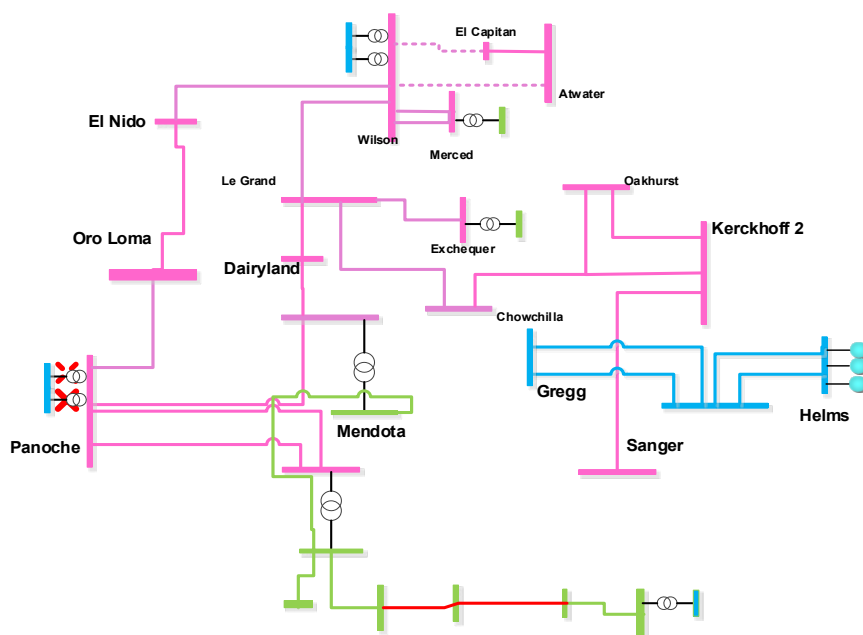 El Capitan
Atwater
El Nido
Wilson
Merced
Le Grand
Oakhurst
Oro Loma
Exchequer
Kerckhoff 2
Dairyland
Chowchilla
Gregg
Helms
Mendota
Panoche
Sanger